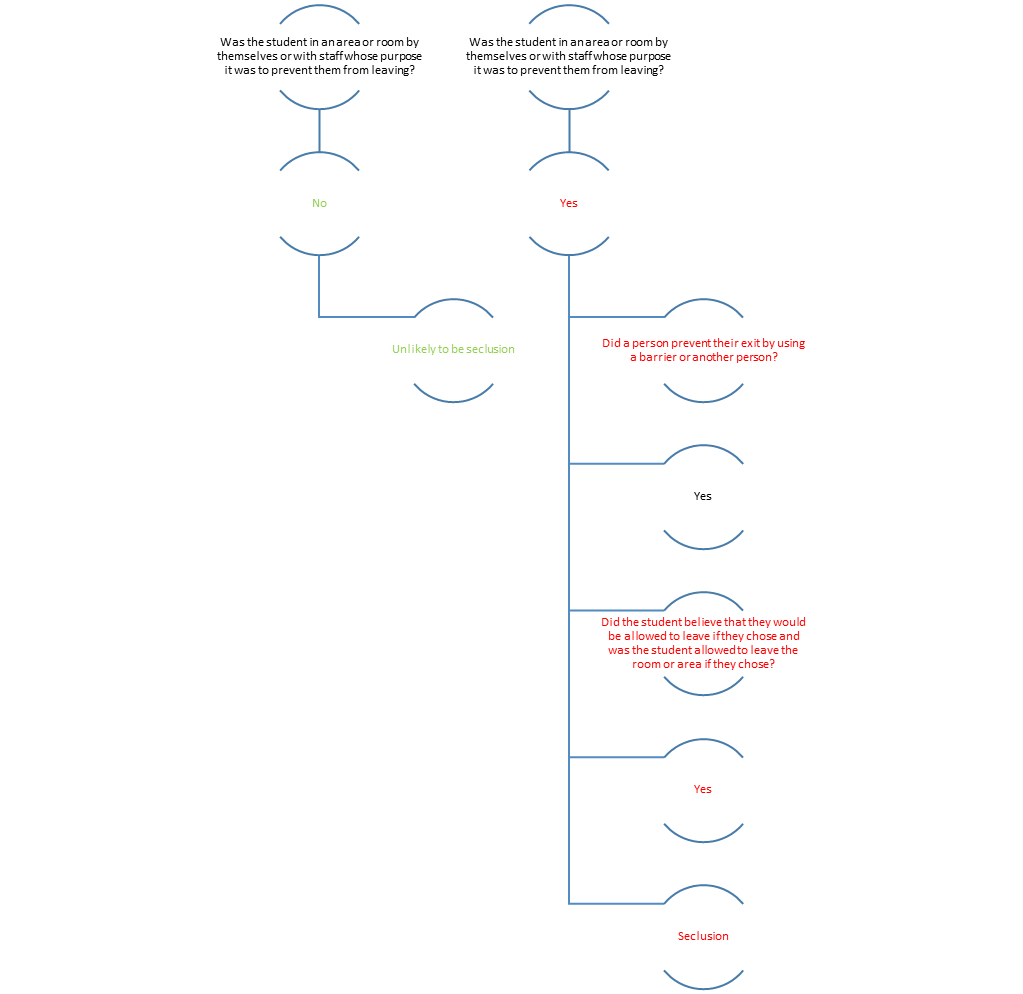 Was the student in an area or room by
themselves or with staff whose purpose
it was to prevent them from leaving?
No
Unlikely to be seclusion
Was the student in an area or room by
themselves or with staff whose purpose
it was to prevent them from leaving?
Yes
Did a person prevent their exit by using
a barrier or another person?
Yes
Did the student believe that they would
be allowed to leave if they chose and
was the student allowed to leave the
room or area if they chose?
Yes
Seclusion